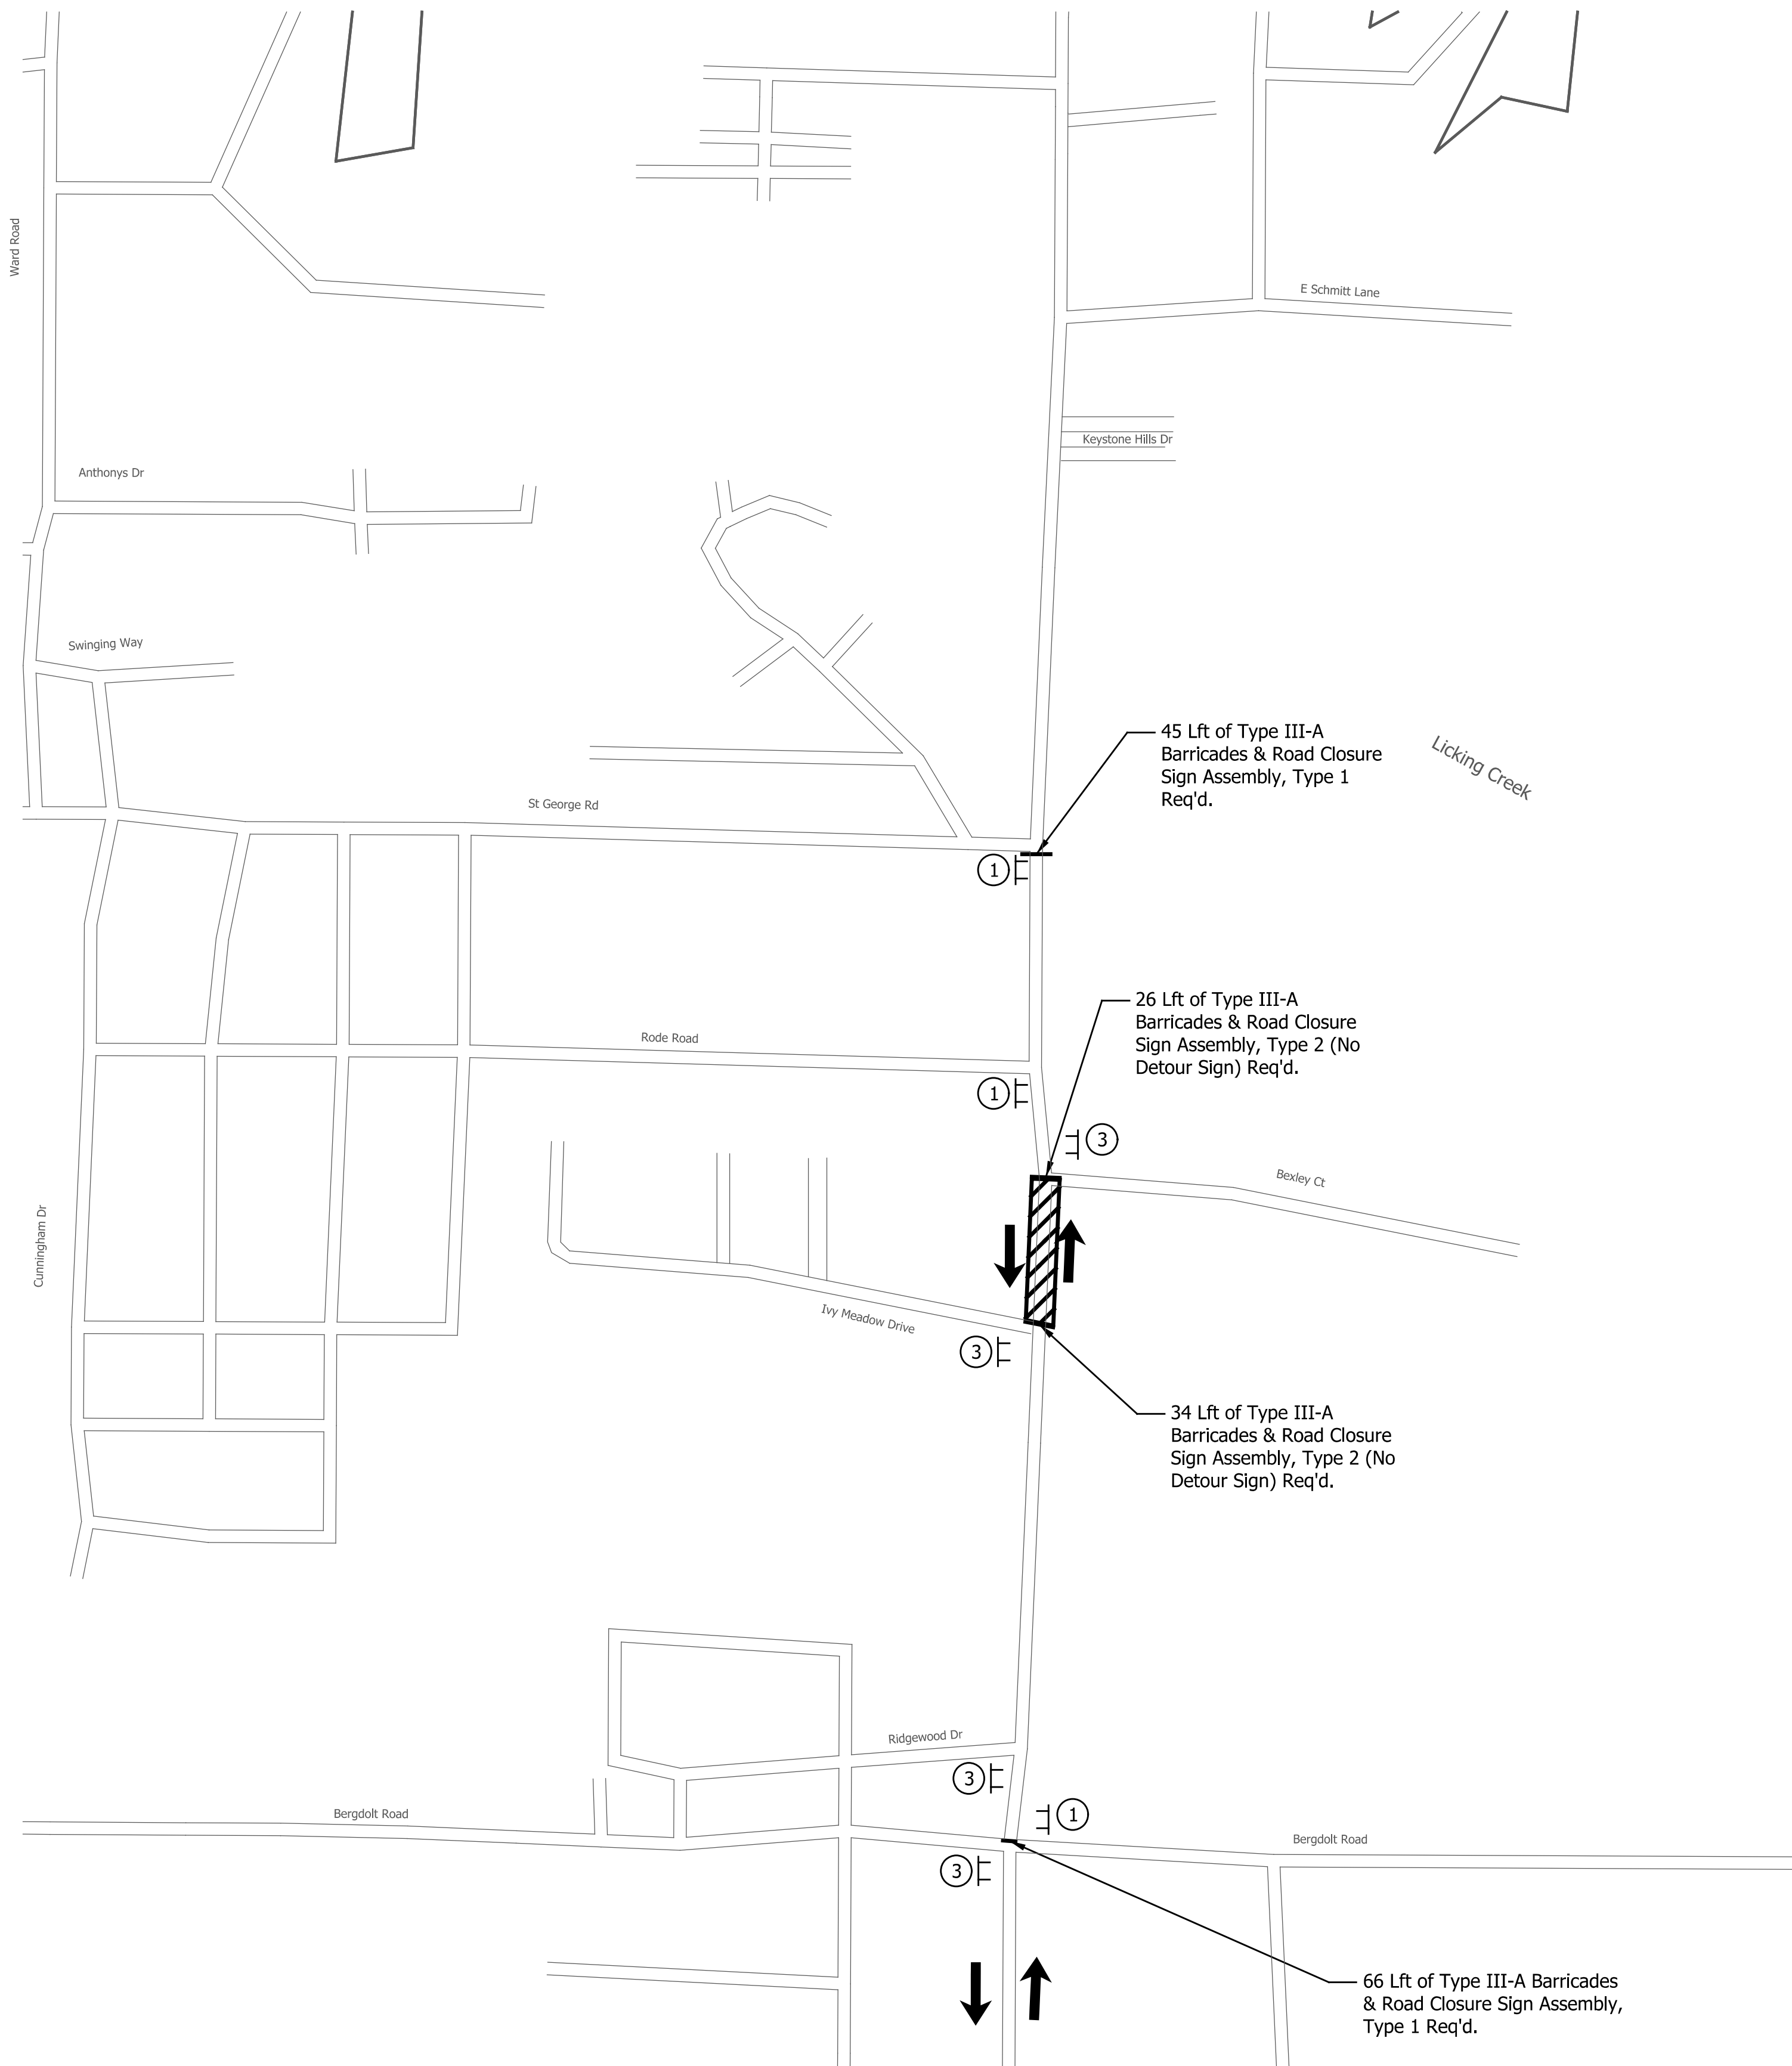 Ward Road
E Schmitt Lane
Keystone Hills Dr
Anthonys Dr
Swinging Way
45 Lft of Type III-A
Barricades & Road Closure
Sign Assembly, Type 1
Req'd.
Licking Creek
St George Rd
1
26 Lft of Type III-A
Barricades & Road Closure
Sign Assembly, Type 2 (No
Detour Sign) Req'd.
Rode Road
1
3
Bexley Ct
Cunningham Dr
Ivy Meadow Drive
3
34 Lft of Type III-A
Barricades & Road Closure
Sign Assembly, Type 2 (No
Detour Sign) Req'd.
Ridgewood Dr
3
Bergdolt Road
1
Bergdolt Road
3
66 Lft of Type III-A Barricades
& Road Closure Sign Assembly,
Type 1 Req'd.